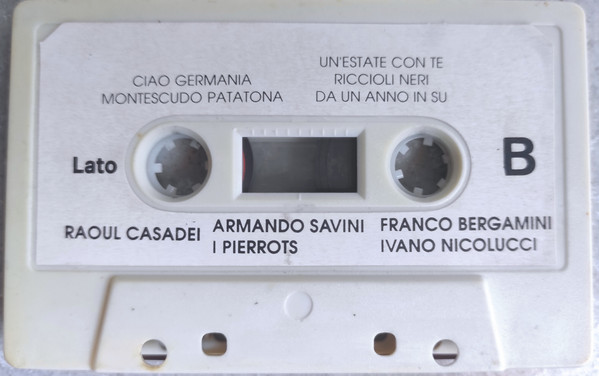 CIAO GERMANIA
MONTESCUDO PATATONA
UN'ESTATE CON TE
RICCIOLI NERI
DA UN ANNO IN SU
Lato B
RAOUL CASADEI
ARMANDO SAVINI
I PIERROTS
FRANCO BERGAMINI
IVANO NICOLUCCI